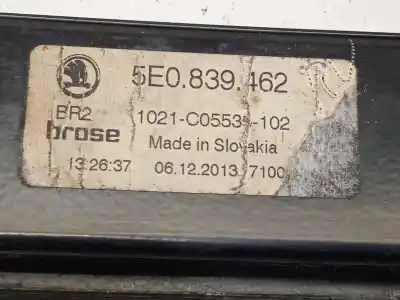 5E0.839.462
BR2
1021-C0553 -102
brose
Made in Slovakia
13:26:37 06.12.2013 7100